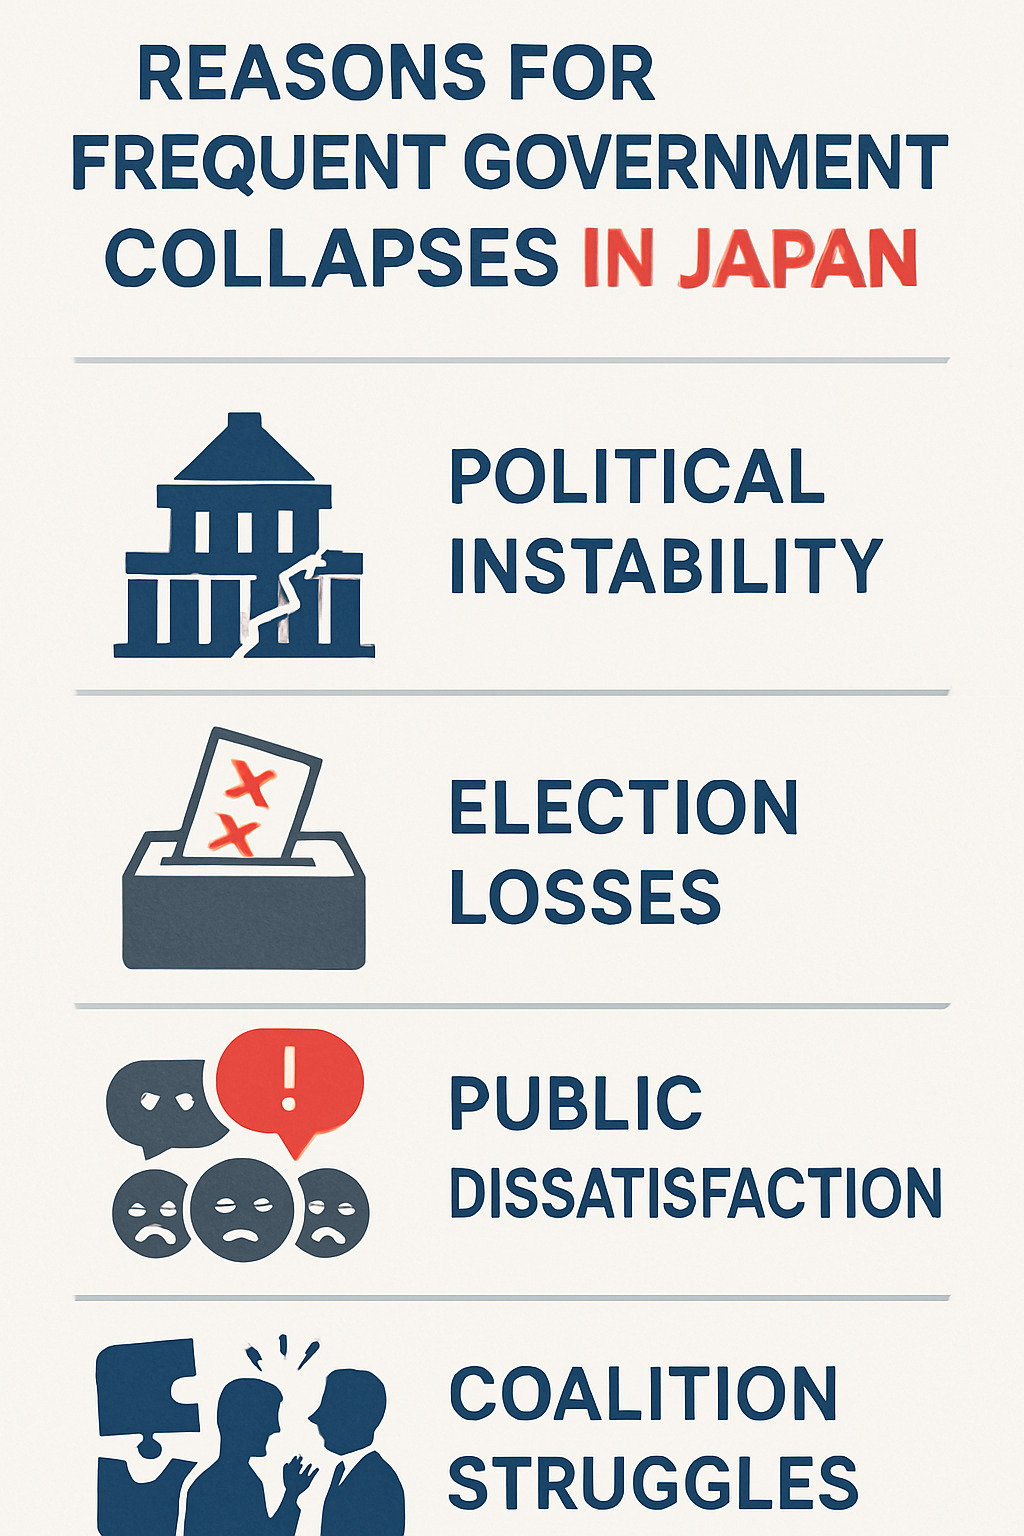 REASONS FOR
FREQUENT GOVERNMENT
COLLAPSES IN JAPAN
POLITICAL
INSTABILITY
ELECTION
LOSSES
!
PUBLIC
DISSATISFACTION
COALITION
STRUGGLES